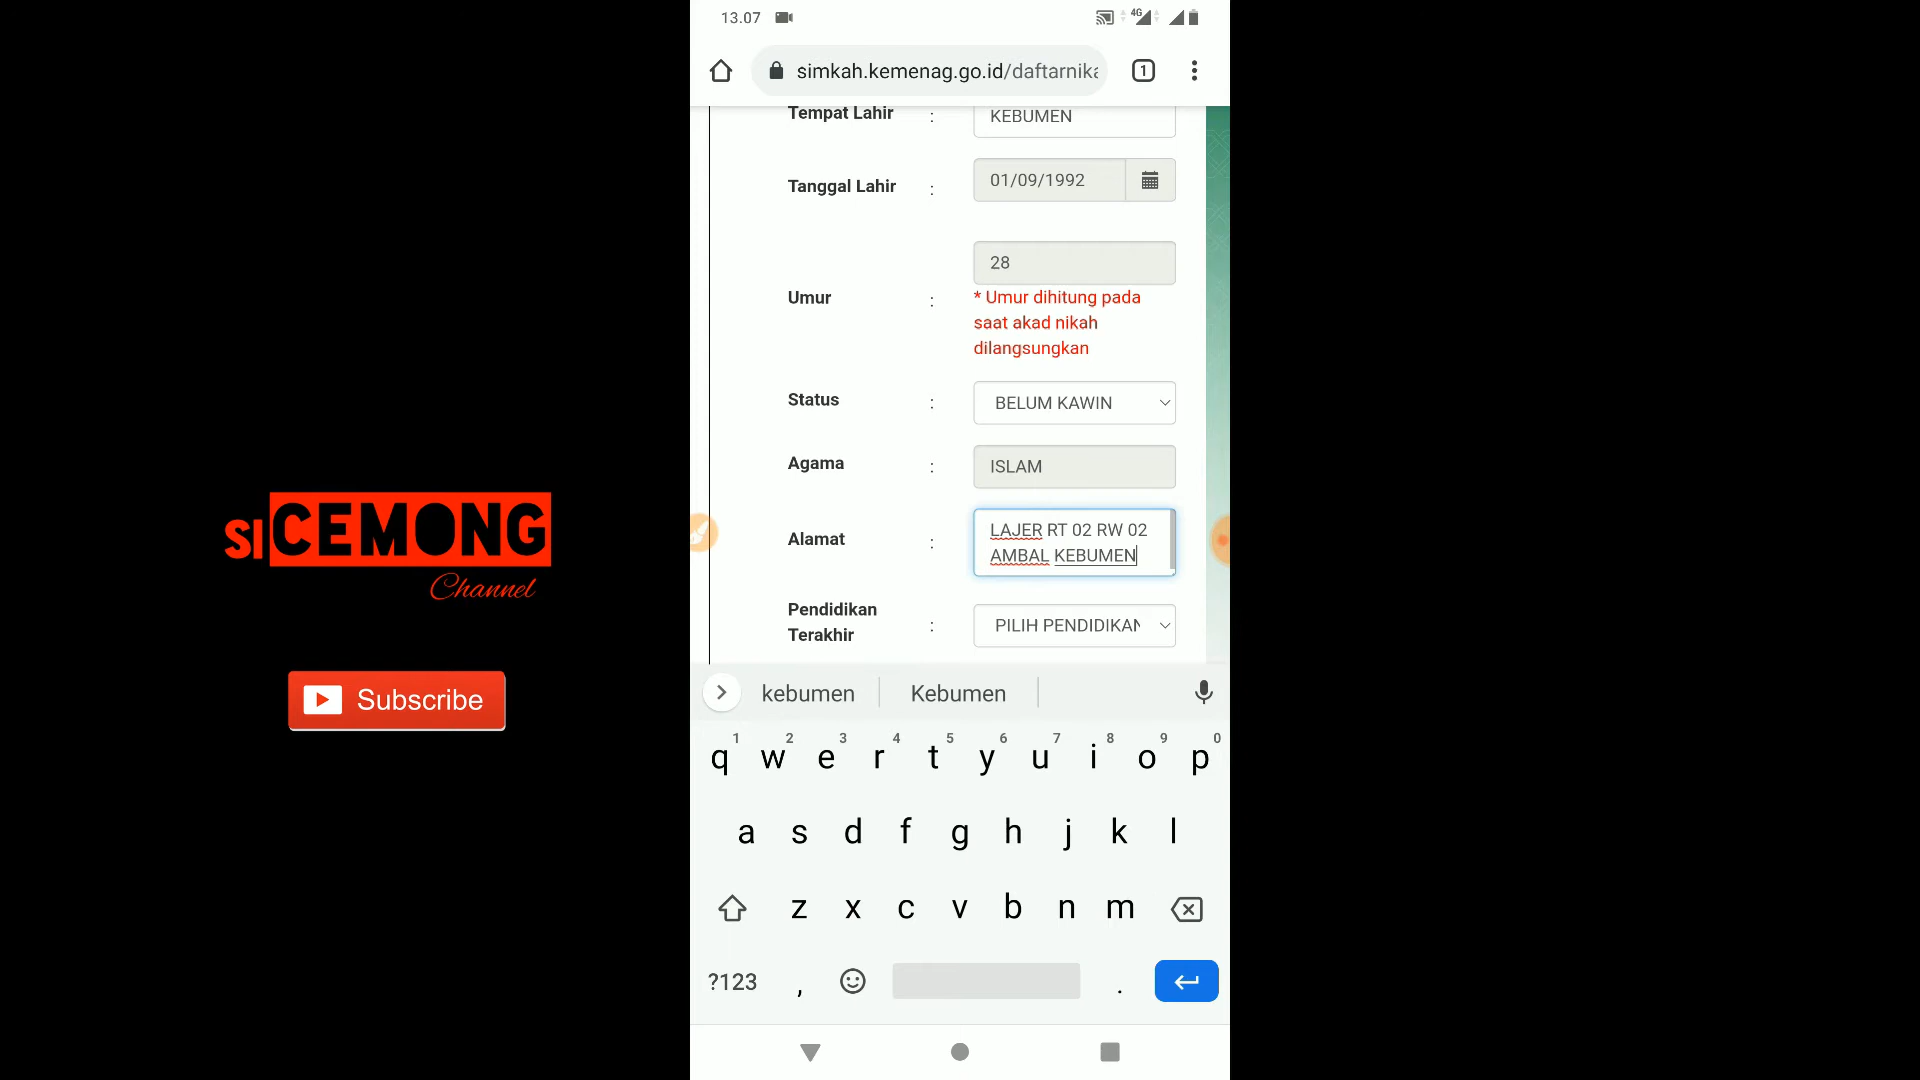 13.07
4G
simkah.kemenag.go.id/daftarnika
1
Tempat Lahir : KEBUMEN
Tanggal Lahir : 01/09/1992
28
Umur :
* Umur dihitung pada
saat akad nikah
dilangsungkan
Status : BELUM KAWIN
Agama : ISLAM
Alamat :
LAJER RT 02 RW 02
AMBAL KEBUMEN
Pendidikan
Terakhir : PILIH PENDIDIKAN
SICEMONG
Channel
Subscribe
kebumen Kebumen
1 2 3 4 5 6 7 8 9 0
q w e r t y u i o p
a s d f g h j k l
z x c v b n m
?123 , .